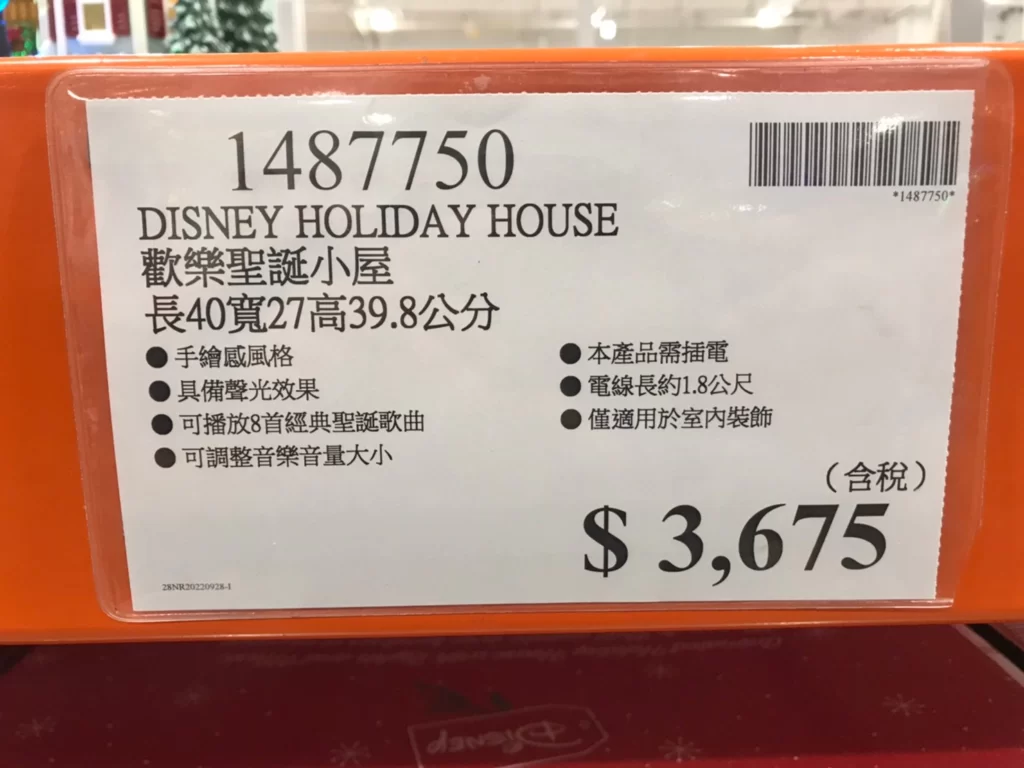 1487750
*1487750*
DISNEY HOLIDAY HOUSE
歡樂聖誕小屋
長40寬27高39.8公分
● 手繪感風格
● 具備聲光效果
● 可播放8首經典聖誕歌曲
● 可調整音樂音量大小
● 本產品需插電
● 電線長約1.8公尺
● 僅適用於室內裝飾
（含稅）
$ 3,675
28NR20220928-1
Disney